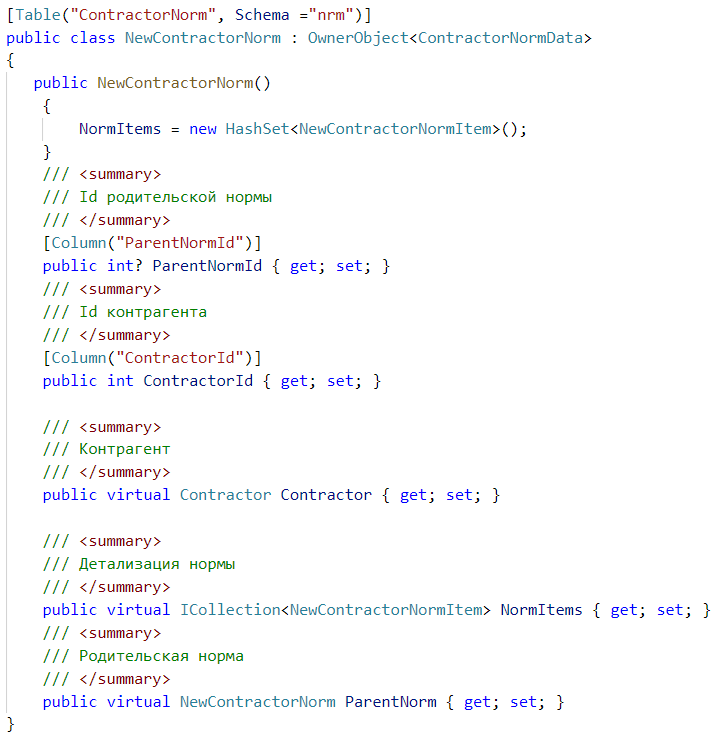 [Table("ContractorNorm", Schema ="nrm")]
public class NewContractorNorm : OwnerObject<ContractorNormData>
{
public NewContractorNorm()
{
NormItems = new HashSet<NewContractorNormItem>();
}
/// <summary>
/// Id родительской нормы
/// </summary>
[Column("ParentNormId")]
public int? ParentNormId { get; set; }
/// <summary>
/// Id контрагента
/// </summary>
[Column("ContractorId")]
public int ContractorId { get; set; }
/// <summary>
/// Контрагент
/// </summary>
public virtual Contractor Contractor { get; set; }
/// <summary>
/// Детализация нормы
/// </summary>
public virtual ICollection<NewContractorNormItem> NormItems { get; set; }
/// <summary>
/// Родительская норма
/// </summary>
public virtual NewContractorNorm ParentNorm { get; set; }
}